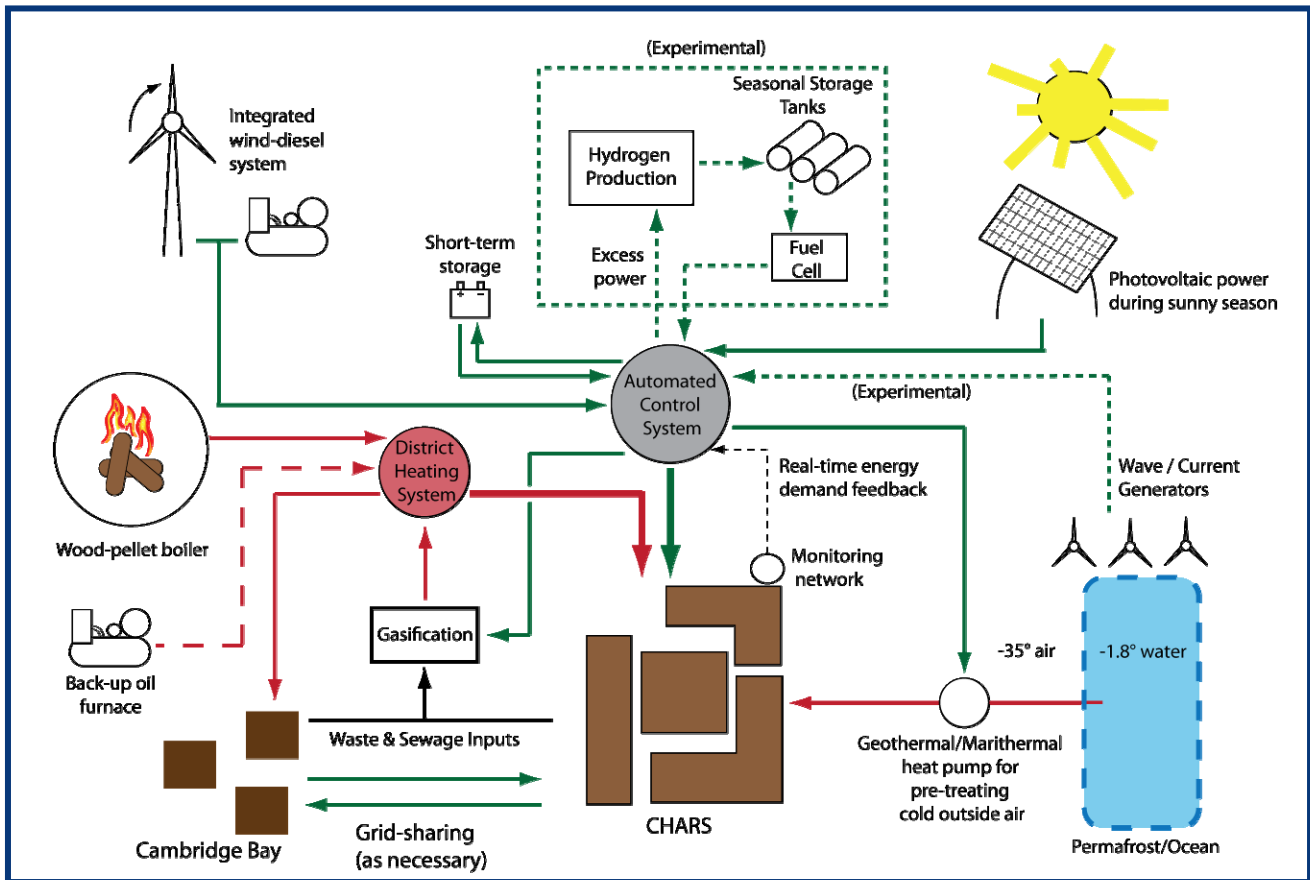 (Experimental)
Integrated
wind-diesel
system
Seasonal Storage
Tanks
Hydrogen
Production
Short-term
storage
Excess
power
Fuel
Cell
Photovoltaic power
during sunny season
Automated
Control
System
(Experimental)
District
Heating
System
Real-time energy
demand feedback
Wave / Current
Generators
Wood-pellet boiler
Monitoring
network
Gasification
-35° air
-1.8° water
Back-up oil
furnace
Waste & Sewage Inputs
Geothermal/Marithermal
heat pump for
pre-treating
cold outside air
CHARS
Cambridge Bay
Grid-sharing
(as necessary)
Permafrost/Ocean